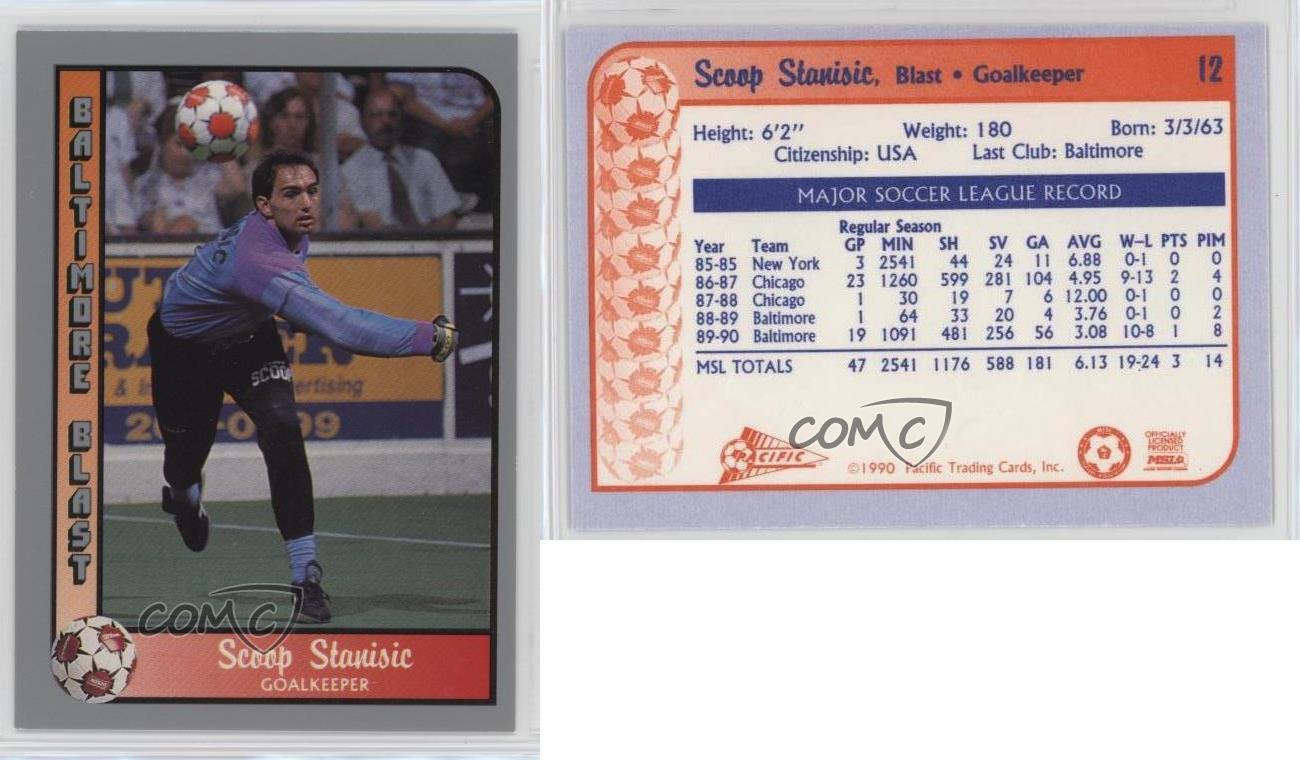 BALTIMORE BLAST
SCOOP
& In ertising
COMC
Scoop Stanisic
GOALKEEPER
Scoop Stanisic, Blast • Goalkeeper 12
Height: 6'2" Weight: 180 Born: 3/3/63
Citizenship: USA Last Club: Baltimore
MAJOR SOCCER LEAGUE RECORD
Regular Season
Year Team GP MIN SH SV GA AVG W–L PTS PIM
85-85 New York 3 2541 44 24 11 6.88 0-1 0 0
86-87 Chicago 23 1260 599 281 104 4.95 9-13 2 4
87-88 Chicago 1 30 19 7 6 12.00 0-1 0 0
88-89 Baltimore 1 64 33 20 4 3.76 0-1 0 2
89-90 Baltimore 19 1091 481 256 56 3.08 10-8 1 8
MSL TOTALS 47 2541 1176 588 181 6.13 19-24 3 14
COMC
PACIFIC
©1990 Pacific Trading Cards, Inc.
OFFICIALLY
LICENSED
PRODUCT
MSL